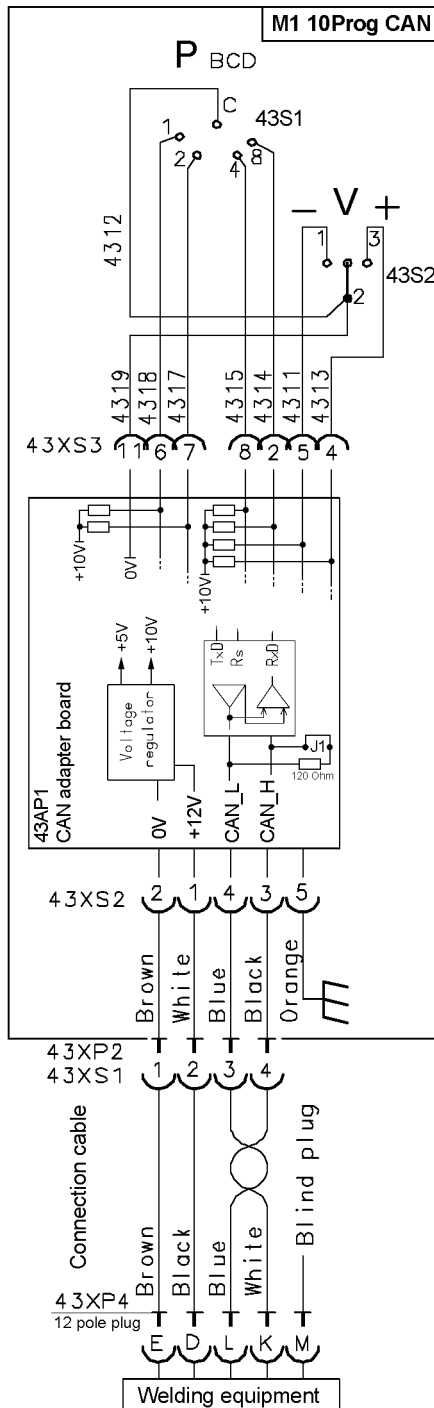 M1 10Prog CAN
P BCD
C
43S1
1
2
4
8
- V +
1
3
43S2
2
4312
4319
4318
4317
4315
4314
4311
4313
43XS3
11
6
7
8
2
5
4
+10V
0V
+10V
+5V
+10V
TxD
Rs
RxD
Voltage
regulator
J1
120 Ohm
43AP1
CAN adapter board
0V
+12V
CAN_L
CAN_H
43XS2
2
1
4
3
5
Brown
White
Blue
Black
Orange
43XP2
43XS1
1
2
3
4
Connection cable
Brown
Black
Blue
White
Blind plug
43XP4
12 pole plug
E
D
L
K
M
Welding equipment